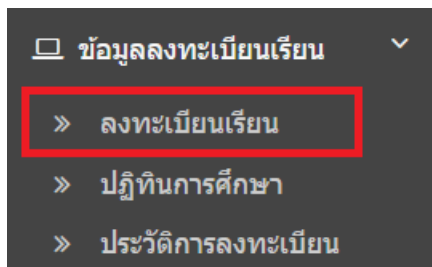 ข้อมูลลงทะเบียนเรียน
» ลงทะเบียนเรียน
» ปฏิทินการศึกษา
» ประวัติการลงทะเบียน